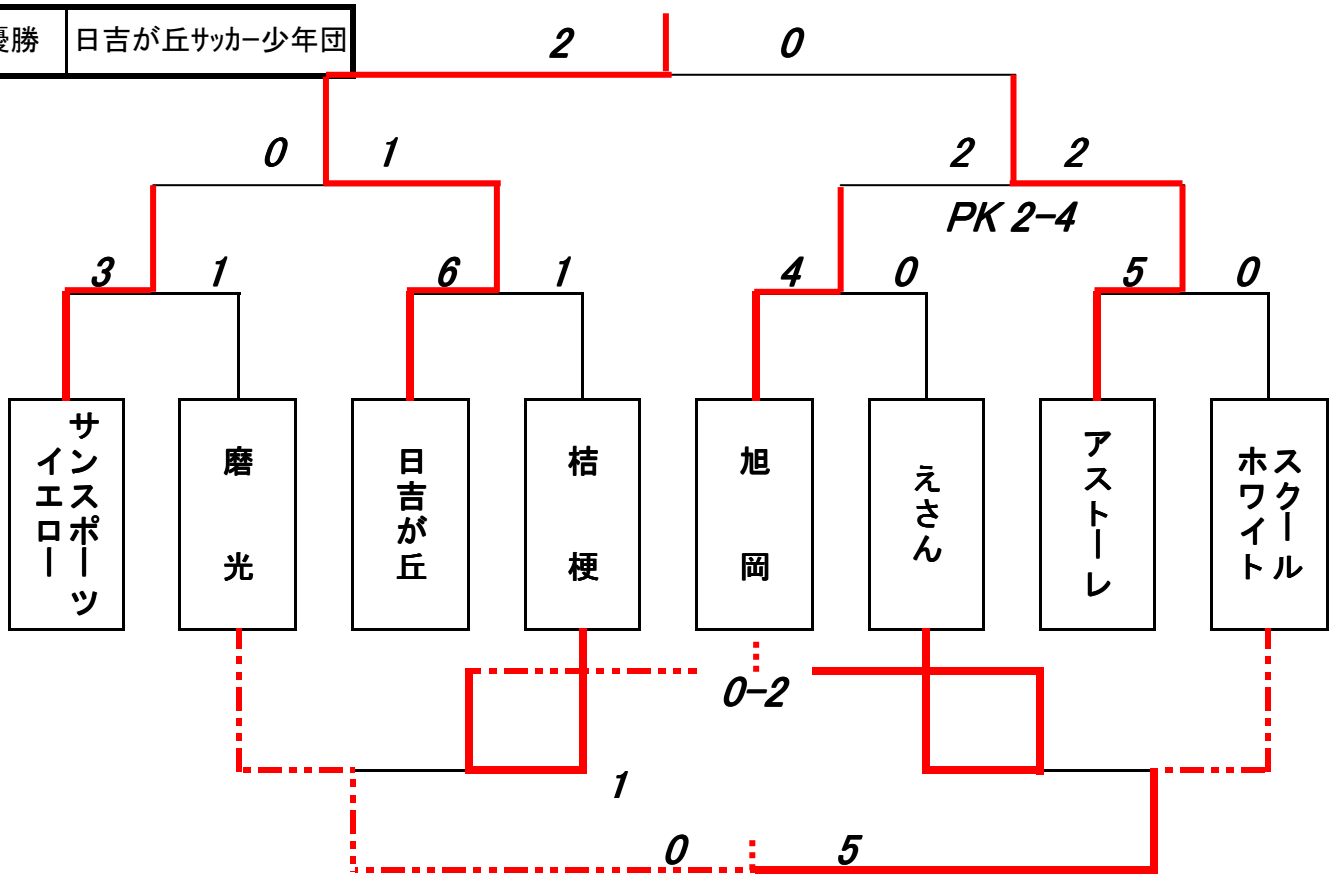 優勝 日吉が丘サッカー少年団
2 0
0 1 2 2
PK 2-4
3 1 6 1 4 0 5 0
サンスポーツ
イエロー
磨光
日吉が丘
桔梗
旭岡
えさん
アストーレ
スクール
ホワイト
0-2
1
0 5